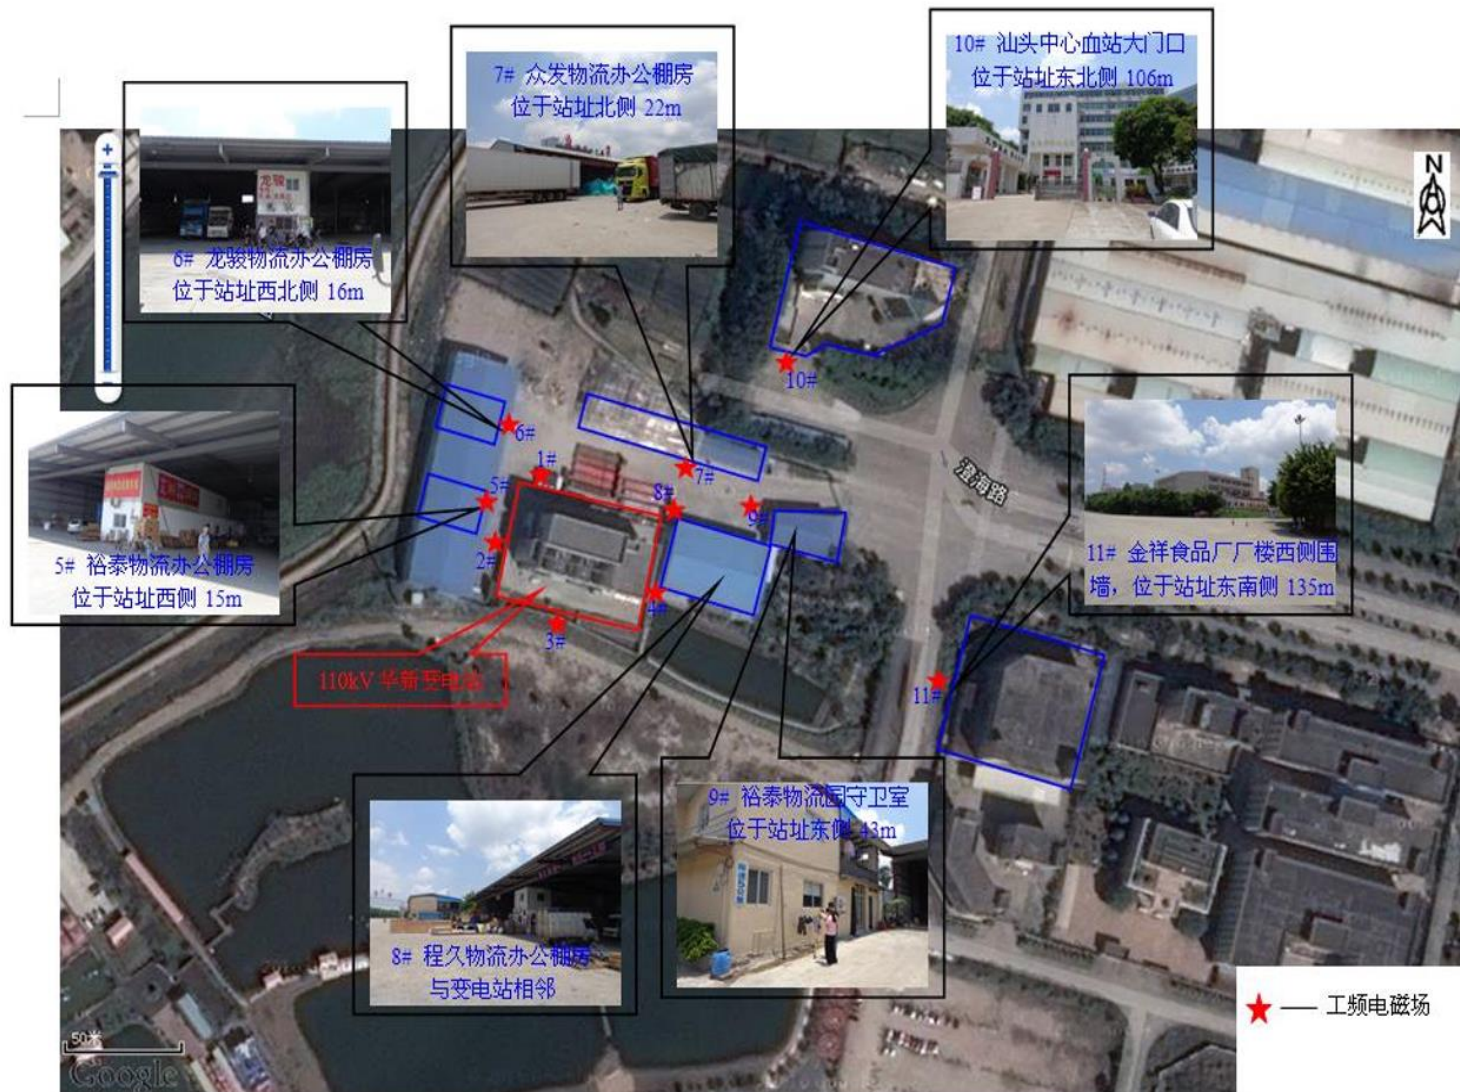 7# 众发物流办公棚房
位于站址北侧 22m
10# 汕头中心血站大门口
位于站址东北侧 106m
N
6# 龙骏物流办公棚房
位于站址西北侧 16m
龙骏
10#
6#
1#
7#
5#
8#
9#
澄海路
2#
4#
3#
5# 裕泰物流办公棚房
位于站址西侧 15m
11# 金祥食品厂厂楼西侧围
墙，位于站址东南侧 135m
110kV 华新变电站
11#
9# 裕泰物流园守卫室
位于站址东侧 43m
8# 程久物流办公棚房
与变电站相邻
工频电磁场
50米
Google